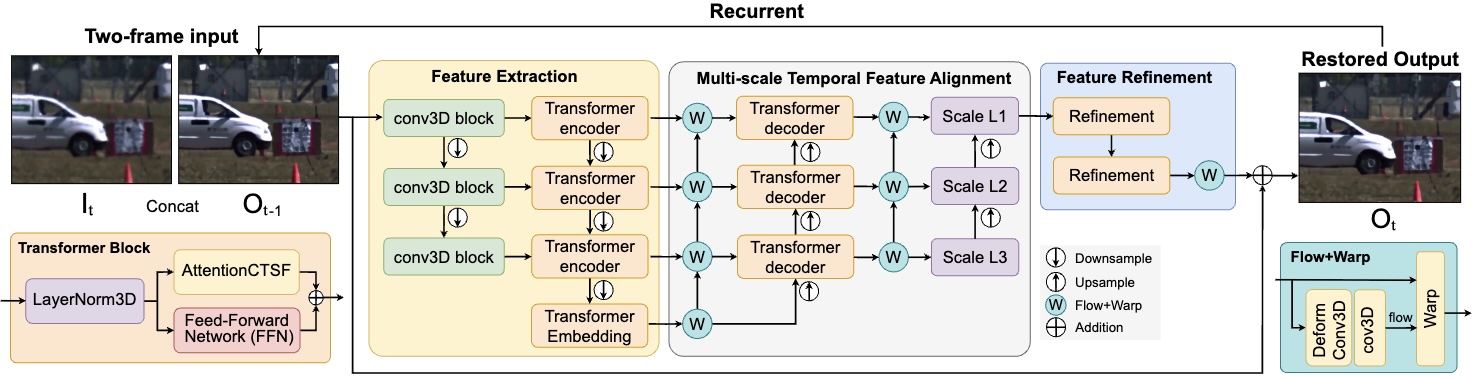 Recurrent
Two-frame input
Restored Output
I t
Concat
O t-1
O t
Feature Extraction
conv3D block
conv3D block
conv3D block
Transformer
encoder
Transformer
encoder
Transformer
encoder
Transformer
Embedding
Multi-scale Temporal Feature Alignment
W
W
W
W
Transformer
decoder
Transformer
decoder
Transformer
decoder
W
W
W
Scale L1
Scale L2
Scale L3
Feature Refinement
Refinement
Refinement
W
Downsample
Upsample
W Flow+Warp
Addition
Transformer Block
LayerNorm3D
AttentionCTSF
Feed-Forward
Network (FFN)
Flow+Warp
Deform
Conv3D
cov3D
flow
Warp